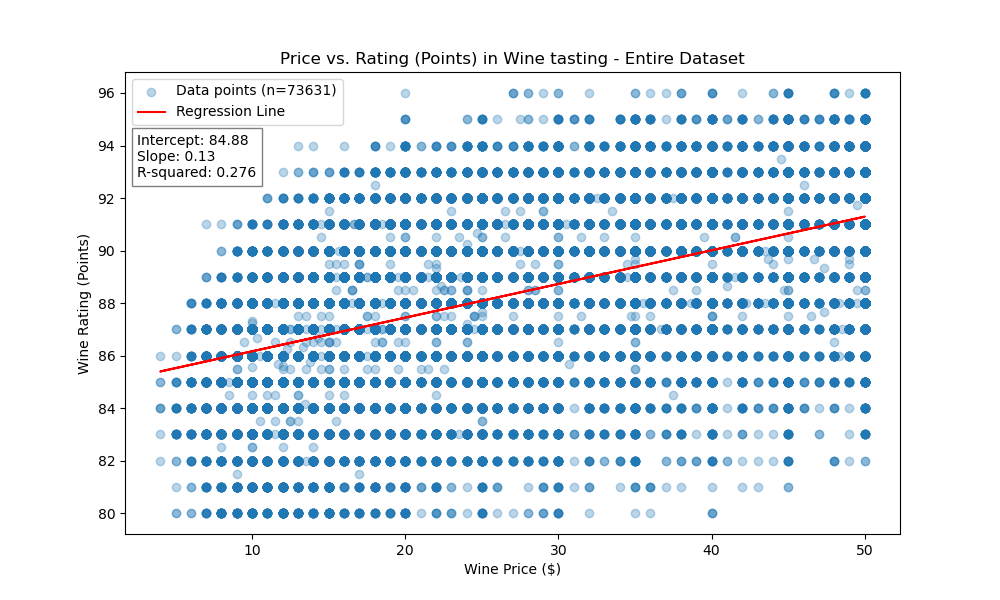 Price vs. Rating (Points) in Wine tasting - Entire Dataset
Data points (n=73631)
Regression Line
Intercept: 84.88
Slope: 0.13
R-squared: 0.276
Wine Rating (Points)
96
94
92
90
88
86
84
82
80
10 20 30 40 50
Wine Price ($)